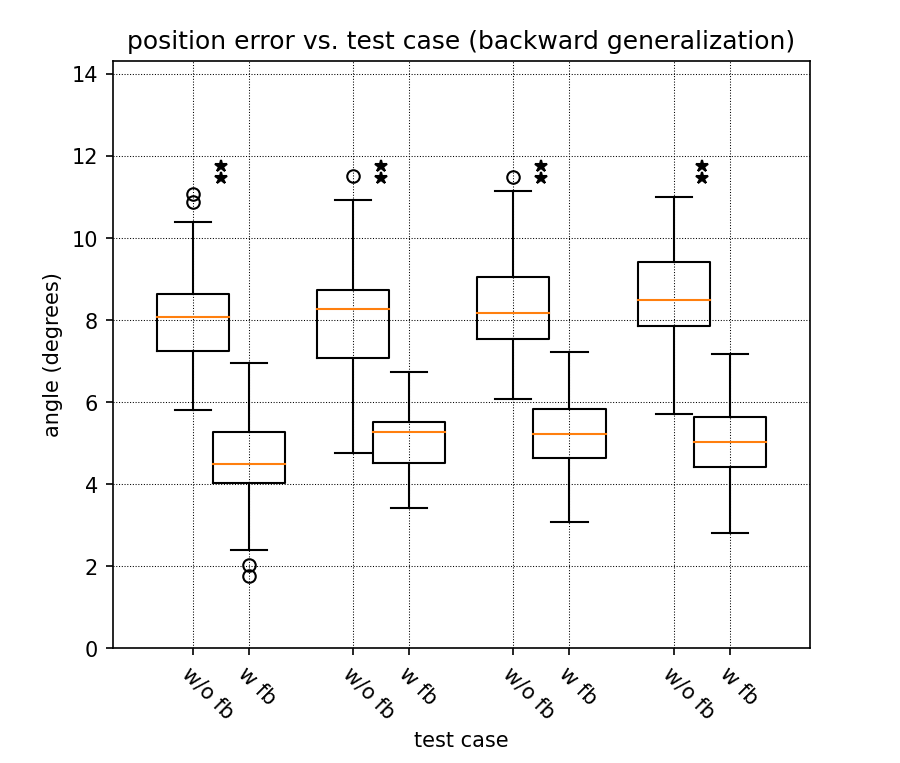 position error vs. test case (backward generalization)
14
12
10
8
6
4
2
0
angle (degrees)
w/o fb w fb w/o fb w fb w/o fb w fb w/o fb w fb
test case